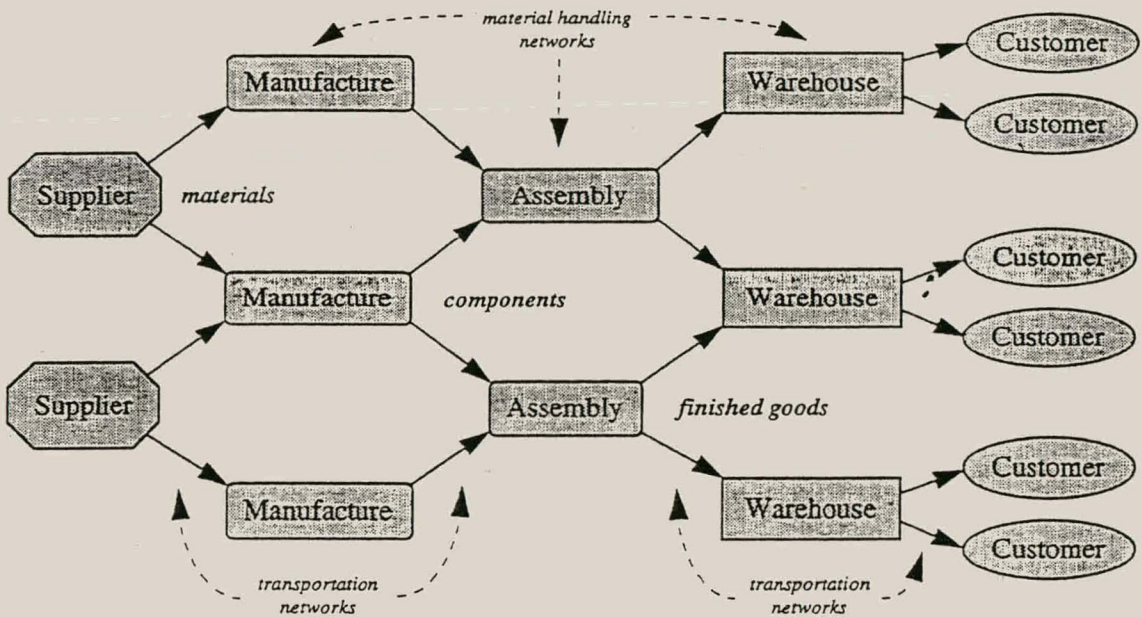 material handling
networks
Manufacture
Warehouse
Customer
Customer
Supplier
materials
Assembly
Manufacture
components
Warehouse
Customer
Customer
Supplier
Assembly
finished goods
Manufacture
Warehouse
Customer
Customer
transportation
networks
transportation
networks